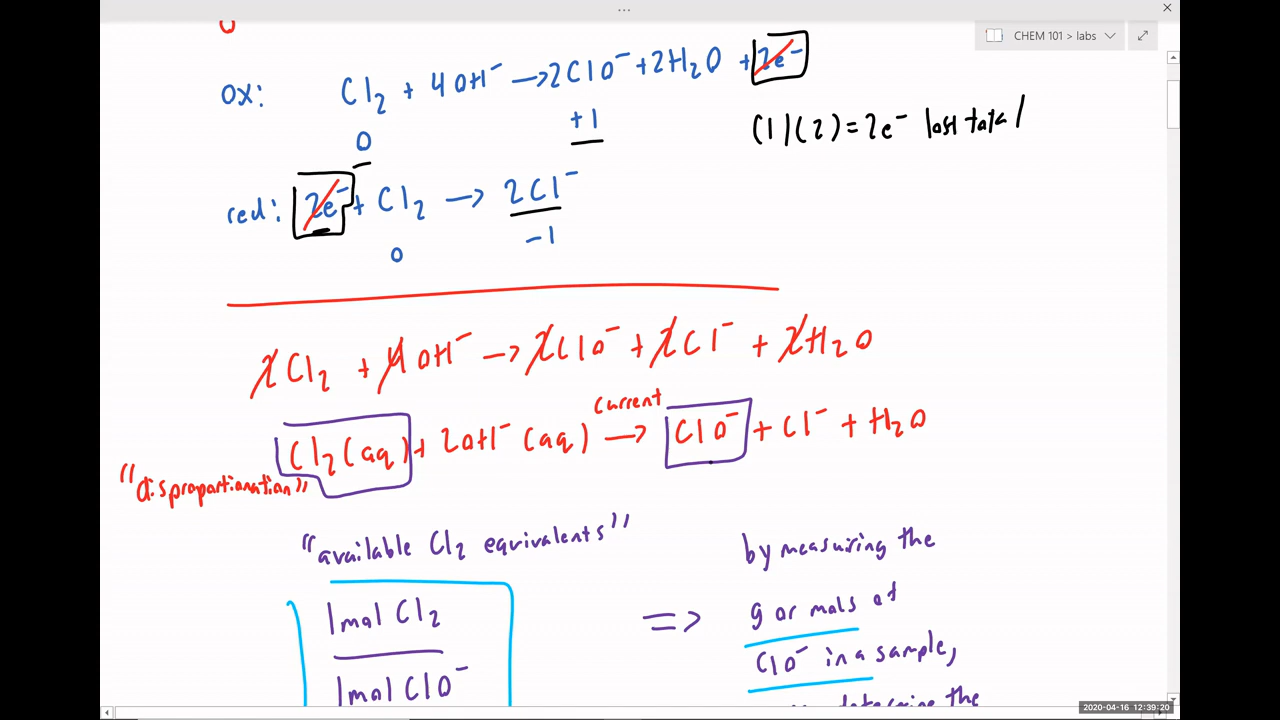 CHEM 101 > labs
ox: Cl₂ + 4OH⁻ → 2ClO⁻ + 2H₂O + 2e⁻
0 +1
(1)(2) = 2e⁻ lost total
red: 2e⁻ + Cl₂ → 2Cl⁻
0 -1
2Cl₂ + 4OH⁻ → 2ClO⁻ + 2Cl⁻ + 2H₂O
current
Cl₂(aq) + 2OH⁻(aq) → ClO⁻ + Cl⁻ + H₂O
"disproportionation"
"available Cl₂ equivalents"
1mol Cl₂
1mol ClO⁻
=>
by measuring the
g or mols of
ClO⁻ in a sample,
determine the
2020-04-16 12:39:20